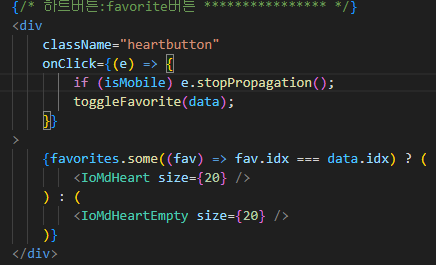 {/* 하트버튼:favorite버튼 **************** */}
<div
className="heartbutton"
onClick={(e) => {
if (isMobile) e.stopPropagation();
toggleFavorite(data);
}}
>
{favorites.some((fav) => fav.idx === data.idx) ? (
<IoMdHeart size={20} />
) : (
<IoMdHeartEmpty size={20} />
)}
</div>